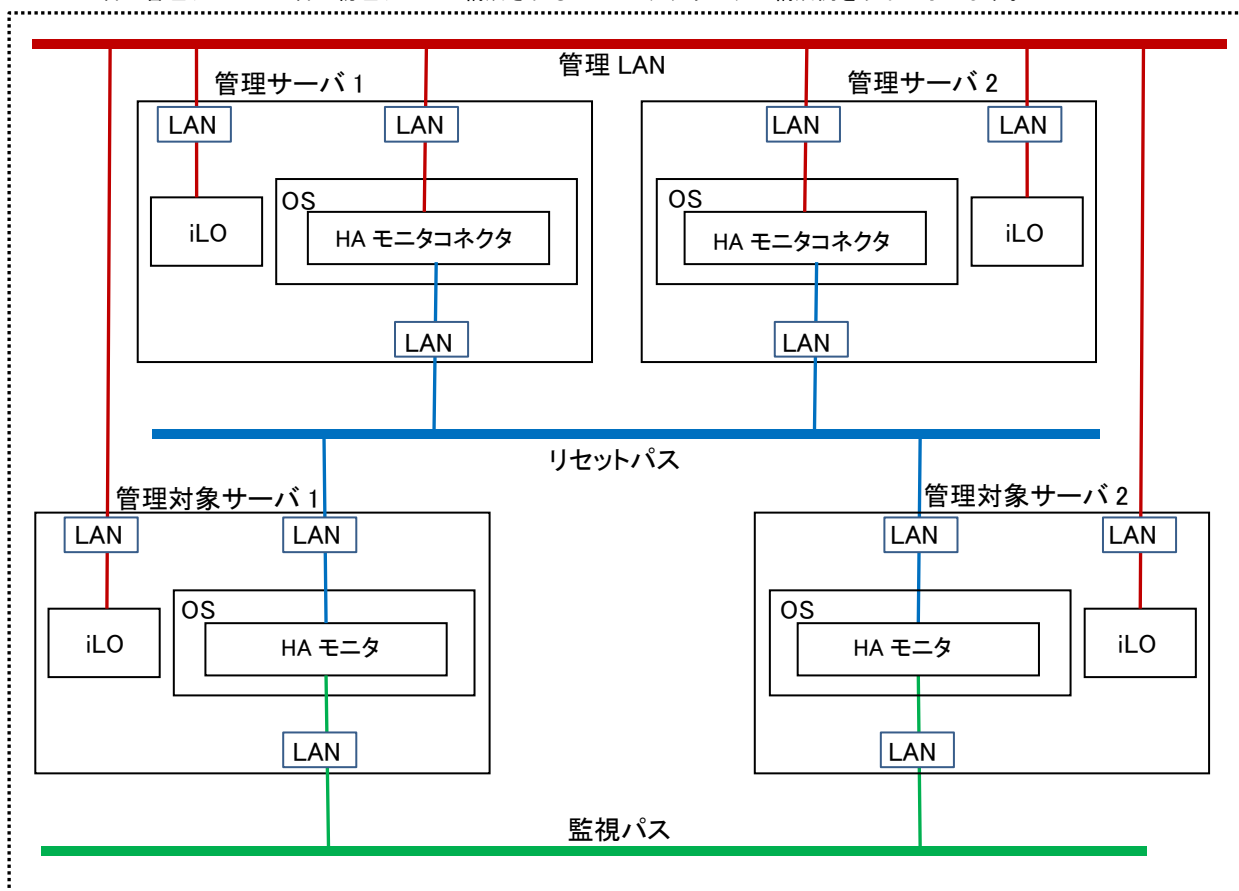 管理 LAN
管理サーバ 1
管理サーバ 2
LAN
LAN
LAN
LAN
OS
OS
iLO
HA モニタコネクタ
HA モニタコネクタ
iLO
LAN
LAN
リセットパス
管理対象サーバ 1
管理対象サーバ 2
LAN
LAN
LAN
LAN
OS
OS
iLO
HA モニタ
HA モニタ
iLO
LAN
LAN
監視パス